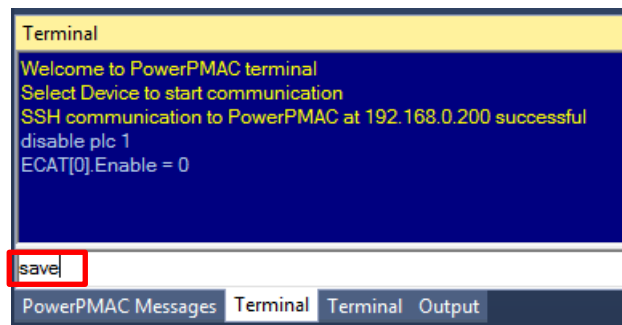 Terminal
Welcome to PowerPMAC terminal
Select Device to start communication
SSH communication to PowerPMAC at 192.168.0.200 successful
disable plc 1
ECAT[0].Enable = 0
save
PowerPMAC Messages Terminal Terminal Output